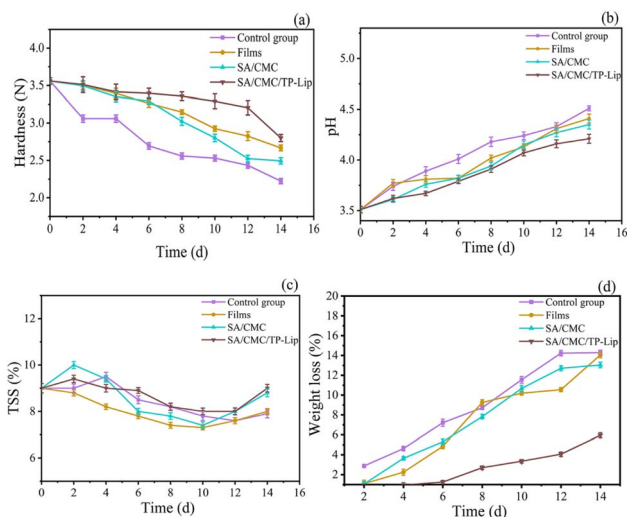 (a)
Control group
Films
SA/CMC
SA/CMC/TP-Lip
Hardness (N)
4.0
3.5
3.0
2.5
2.0
0 2 4 6 8 10 12 14 16
Time (d)
(b)
Control group
Films
SA/CMC
SA/CMC/TP-Lip
pH
5.0
4.5
4.0
3.5
0 2 4 6 8 10 12 14 16
Time (d)
(c)
Control group
Films
SA/CMC
SA/CMC/TP-Lip
TSS (%)
12
10
8
6
0 2 4 6 8 10 12 14 16
Time (d)
(d)
Control group
Films
SA/CMC
SA/CMC/TP-Lip
Weight loss (%)
20
18
16
14
12
10
8
6
4
2
2 4 6 8 10 12 14
Time (d)